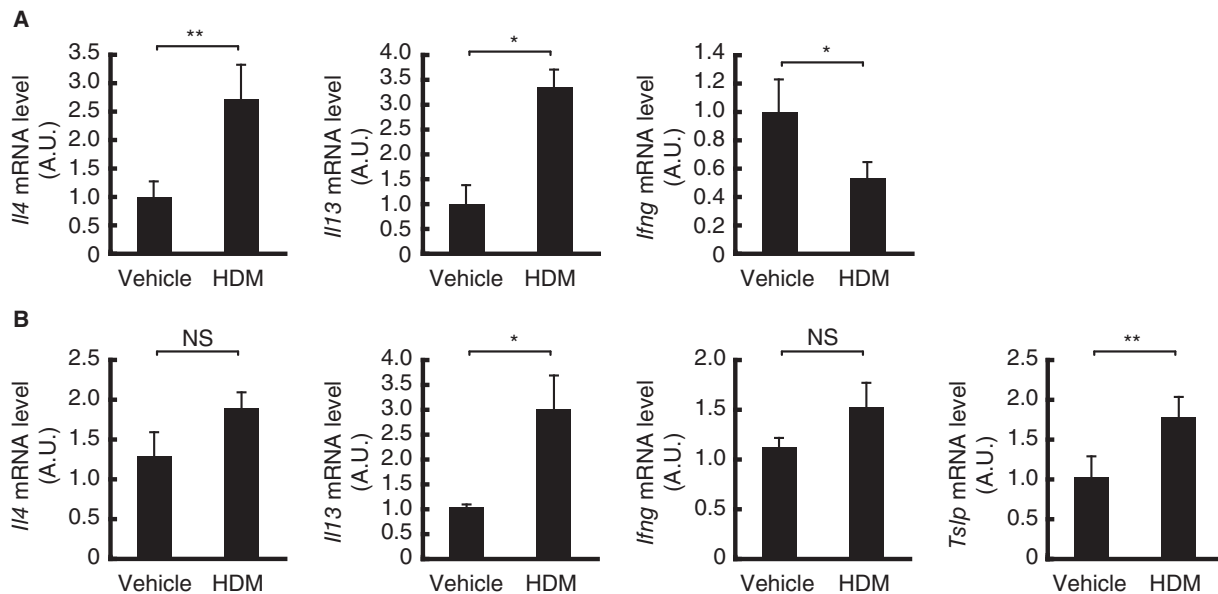 A
Il4 mRNA level
(A.U.)
3.5
3.0
2.5
2.0
1.5
1.0
0.5
0
**
Vehicle HDM
Il13 mRNA level
(A.U.)
4.0
3.5
3.0
2.5
2.0
1.5
1.0
0.5
0
*
Vehicle HDM
Ifng mRNA level
(A.U.)
1.4
1.2
1.0
0.8
0.6
0.4
0.2
0
*
Vehicle HDM
B
Il4 mRNA level
(A.U.)
2.5
2.0
1.5
1.0
0.5
0
NS
Vehicle HDM
Il13 mRNA level
(A.U.)
4.0
3.5
3.0
2.5
2.0
1.5
1.0
0.5
0
*
Vehicle HDM
Ifng mRNA level
(A.U.)
2.0
1.5
1.0
0.5
0
NS
Vehicle HDM
Tslp mRNA level
(A.U.)
2.5
2.0
1.5
1.0
0.5
0
**
Vehicle HDM